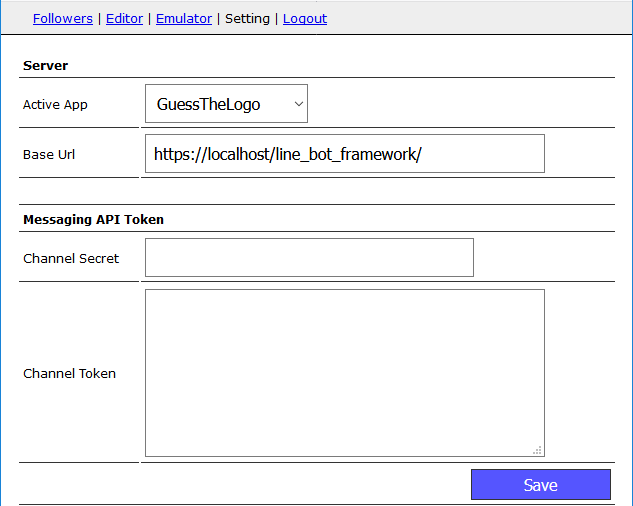 Followers | Editor | Emulator | Setting | Logout
Server
Active App GuessTheLogo
Base Url https://localhost/line_bot_framework/
Messaging API Token
Channel Secret
Channel Token
Save